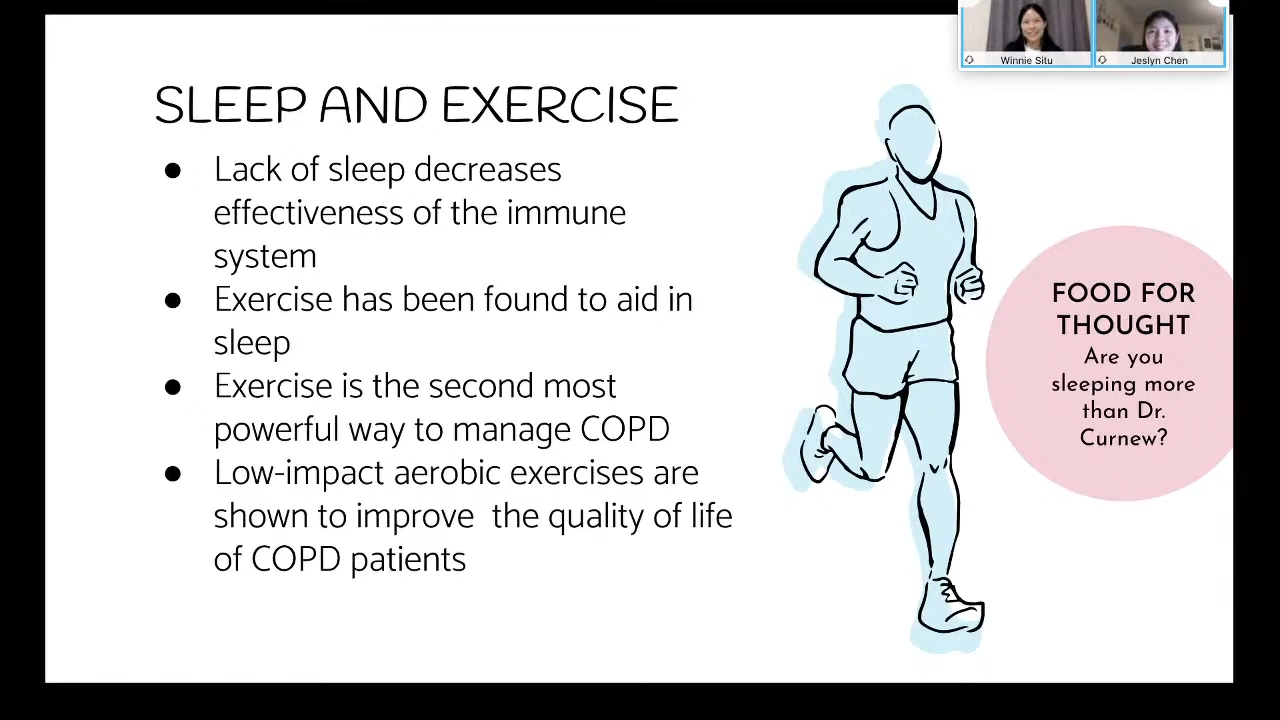 Winnie Situ
Jeslyn Chen
SLEEP AND EXERCISE
● Lack of sleep decreases
effectiveness of the immune
system
● Exercise has been found to aid in
sleep
● Exercise is the second most
powerful way to manage COPD
● Low-impact aerobic exercises are
shown to improve  the quality of life
of COPD patients
FOOD FOR
THOUGHT
Are you
sleeping more
than Dr.
Curnew?